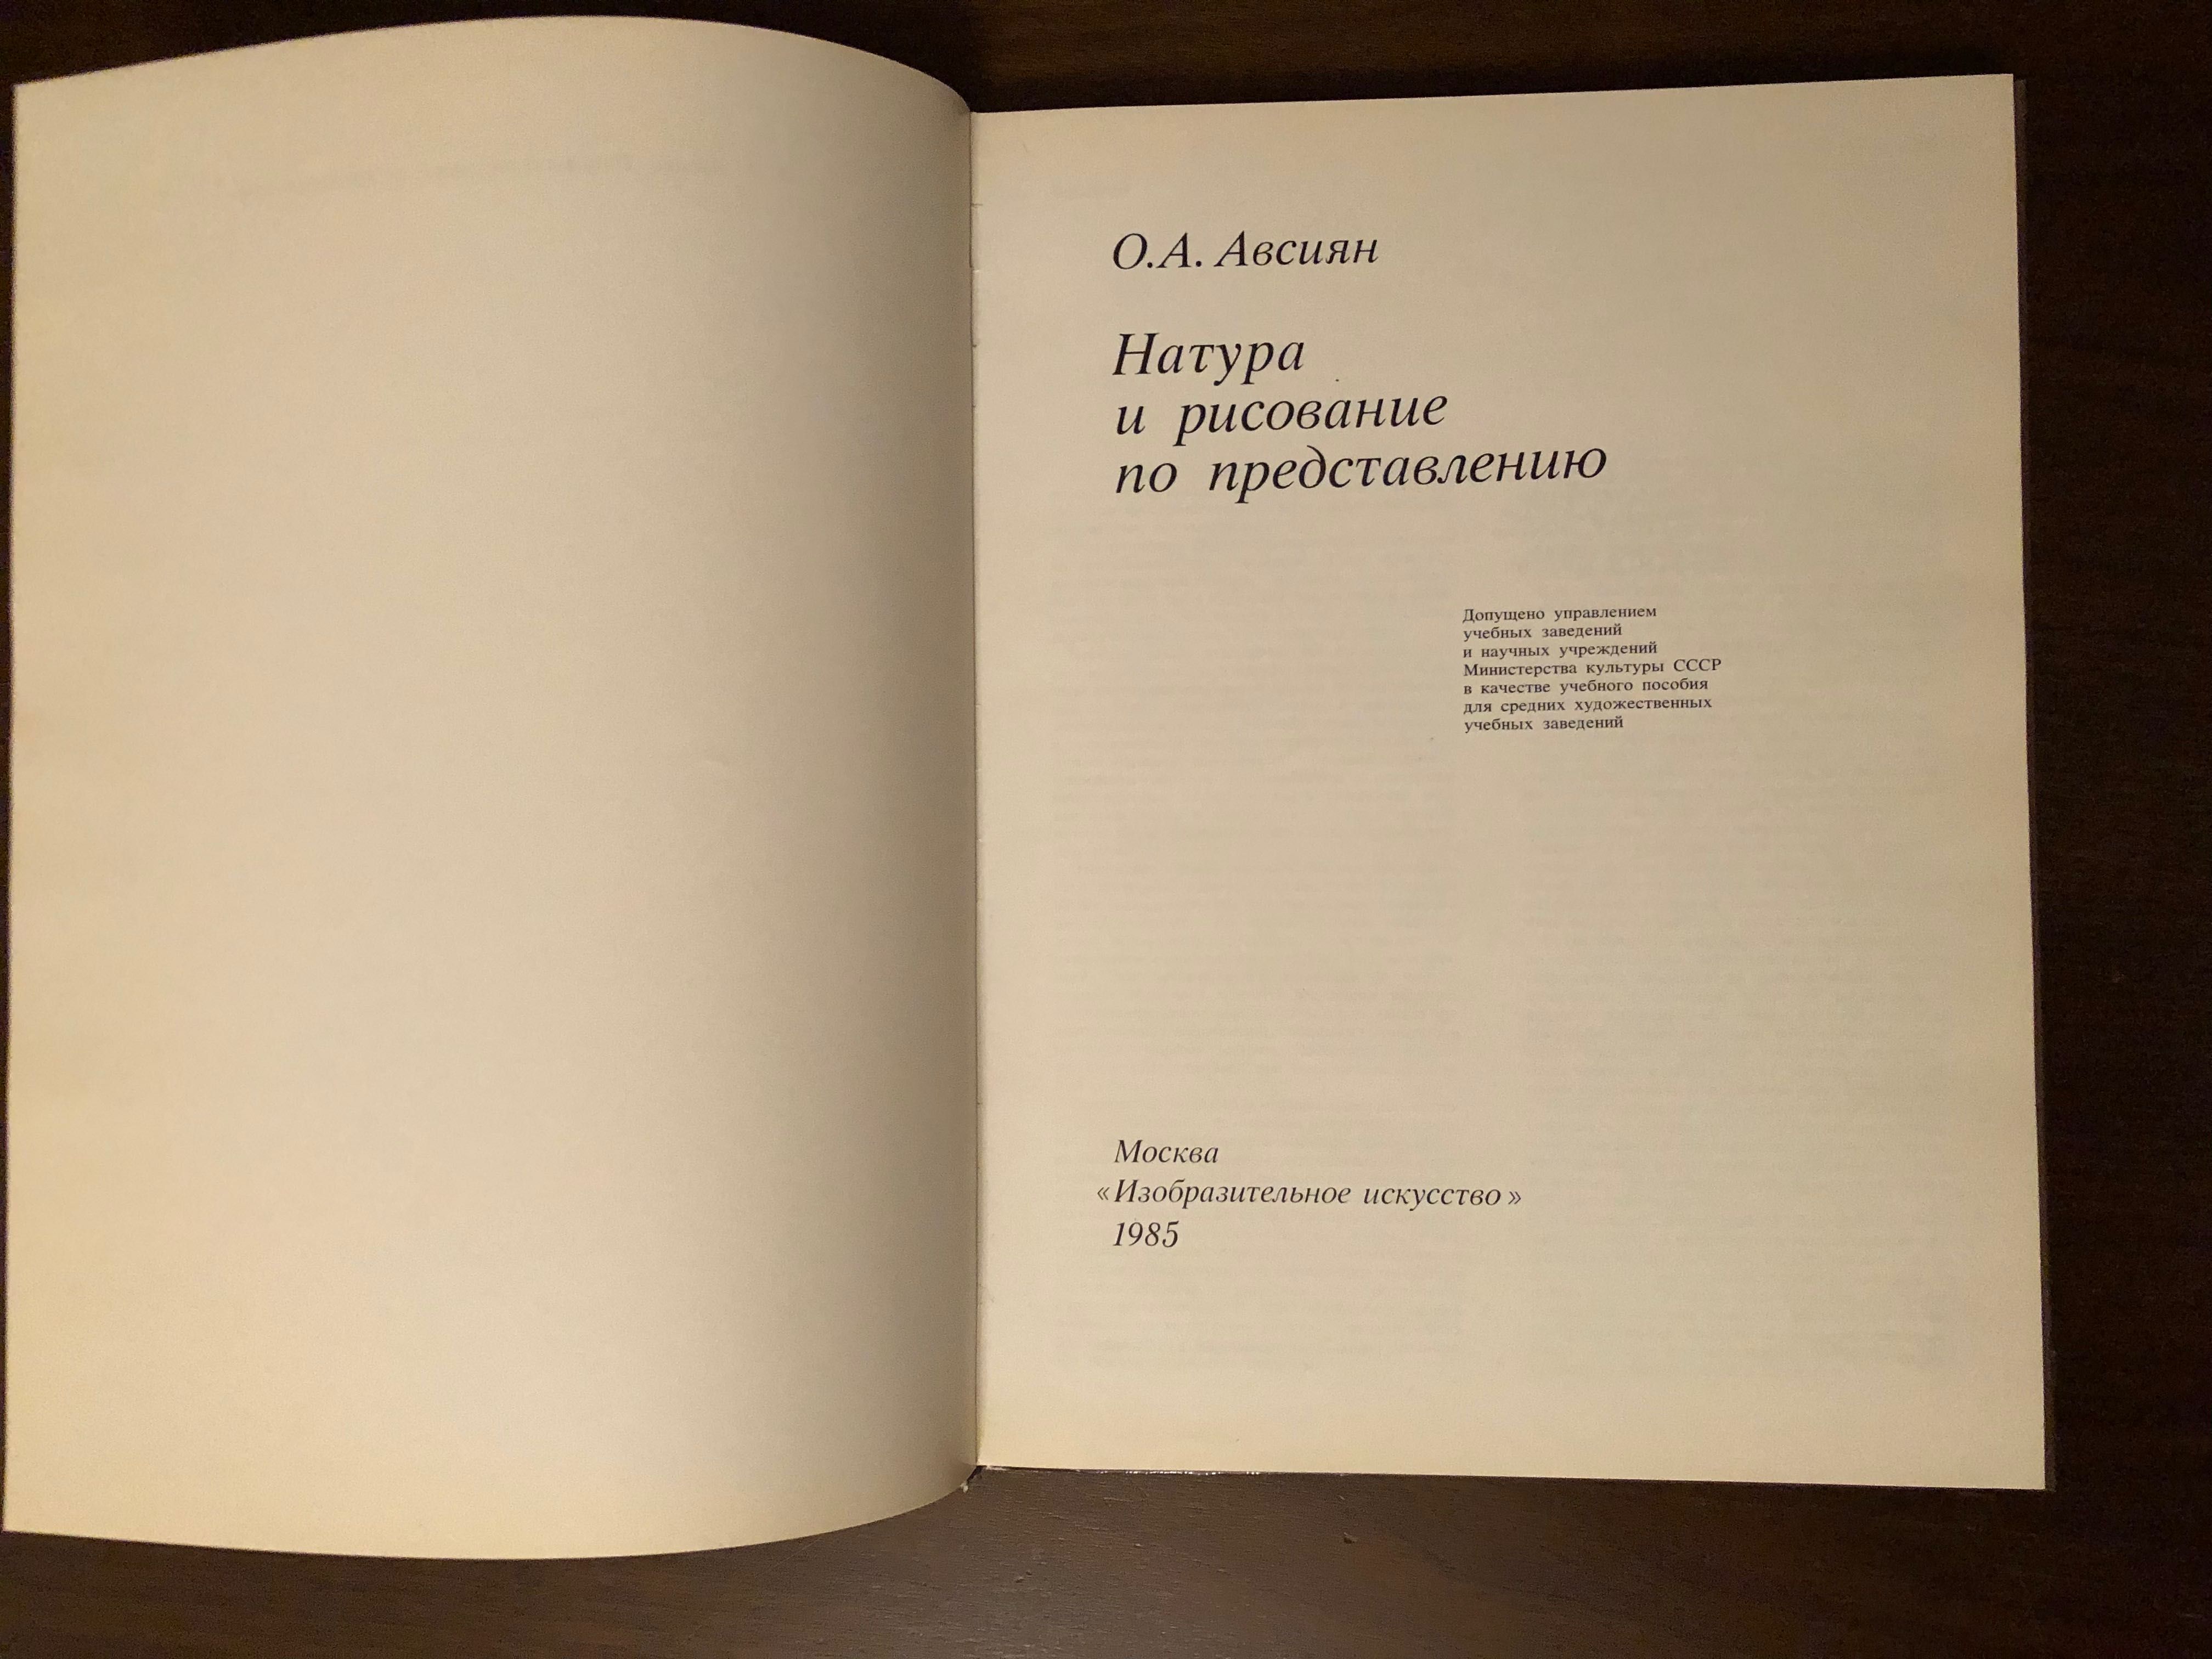 О.А. Авсиян
Натура
и рисование
по представлению
Допущено управлением
учебных заведений
и научных учреждений
Министерства культуры СССР
в качестве учебного пособия
для средних художественных
учебных заведений
Москва
«Изобразительное искусство»
1985